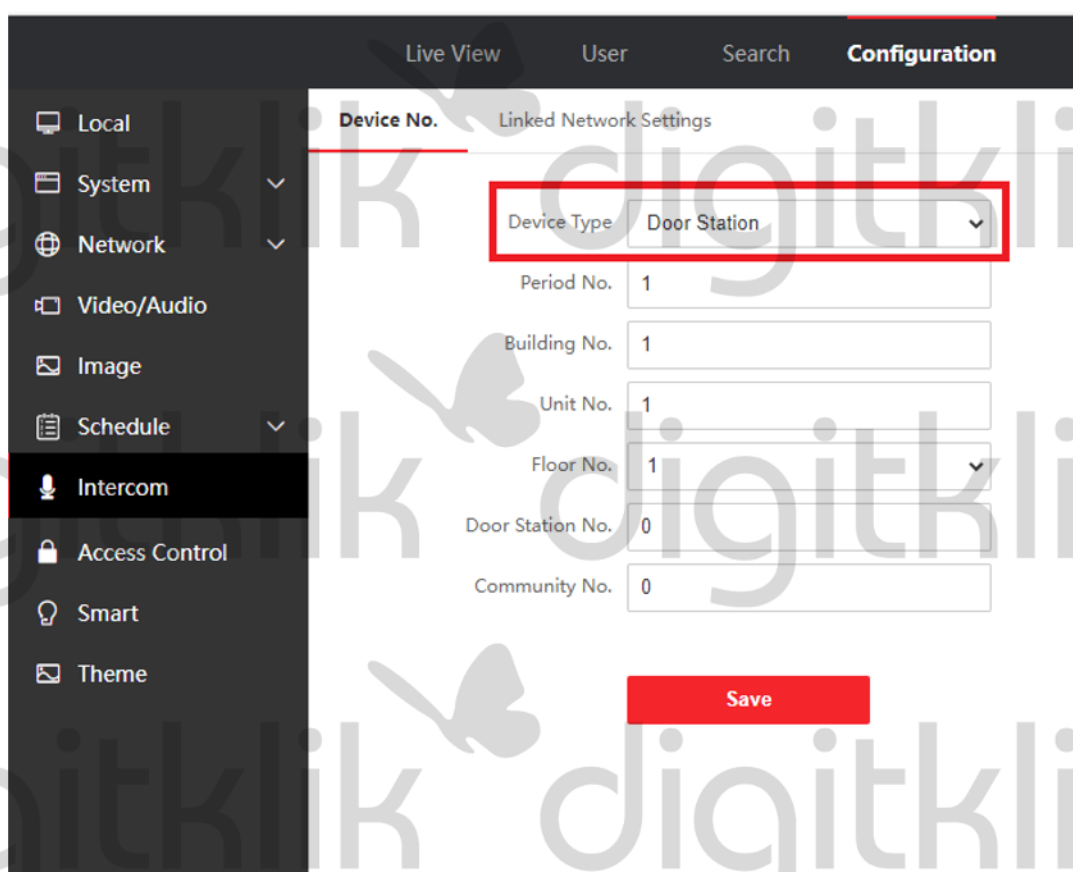 Live View User Search Configuration
Local
System
Network
Video/Audio
Image
Schedule
Intercom
Access Control
Smart
Theme
Device No. Linked Network Settings
Device Type Door Station
Period No. 1
Building No. 1
Unit No. 1
Floor No. 1
Door Station No. 0
Community No. 0
Save
digitklik
digitklik
digitklik